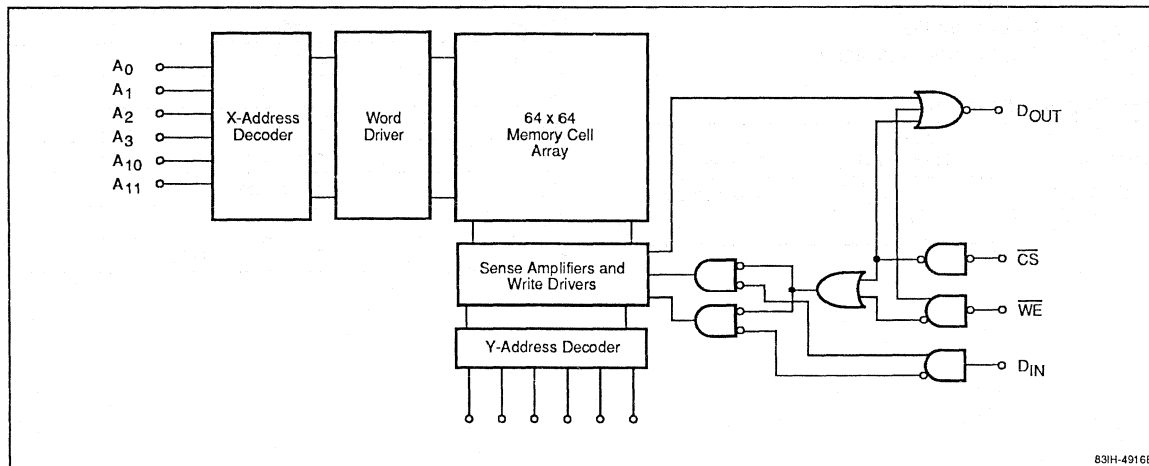 A0
A1
A2
A3
A10
A11
X-Address
Decoder
Word
Driver
64 x 64
Memory Cell
Array
Sense Amplifiers and
Write Drivers
Y-Address Decoder
DOUT
CS
WE
DIN
83IH-4916B